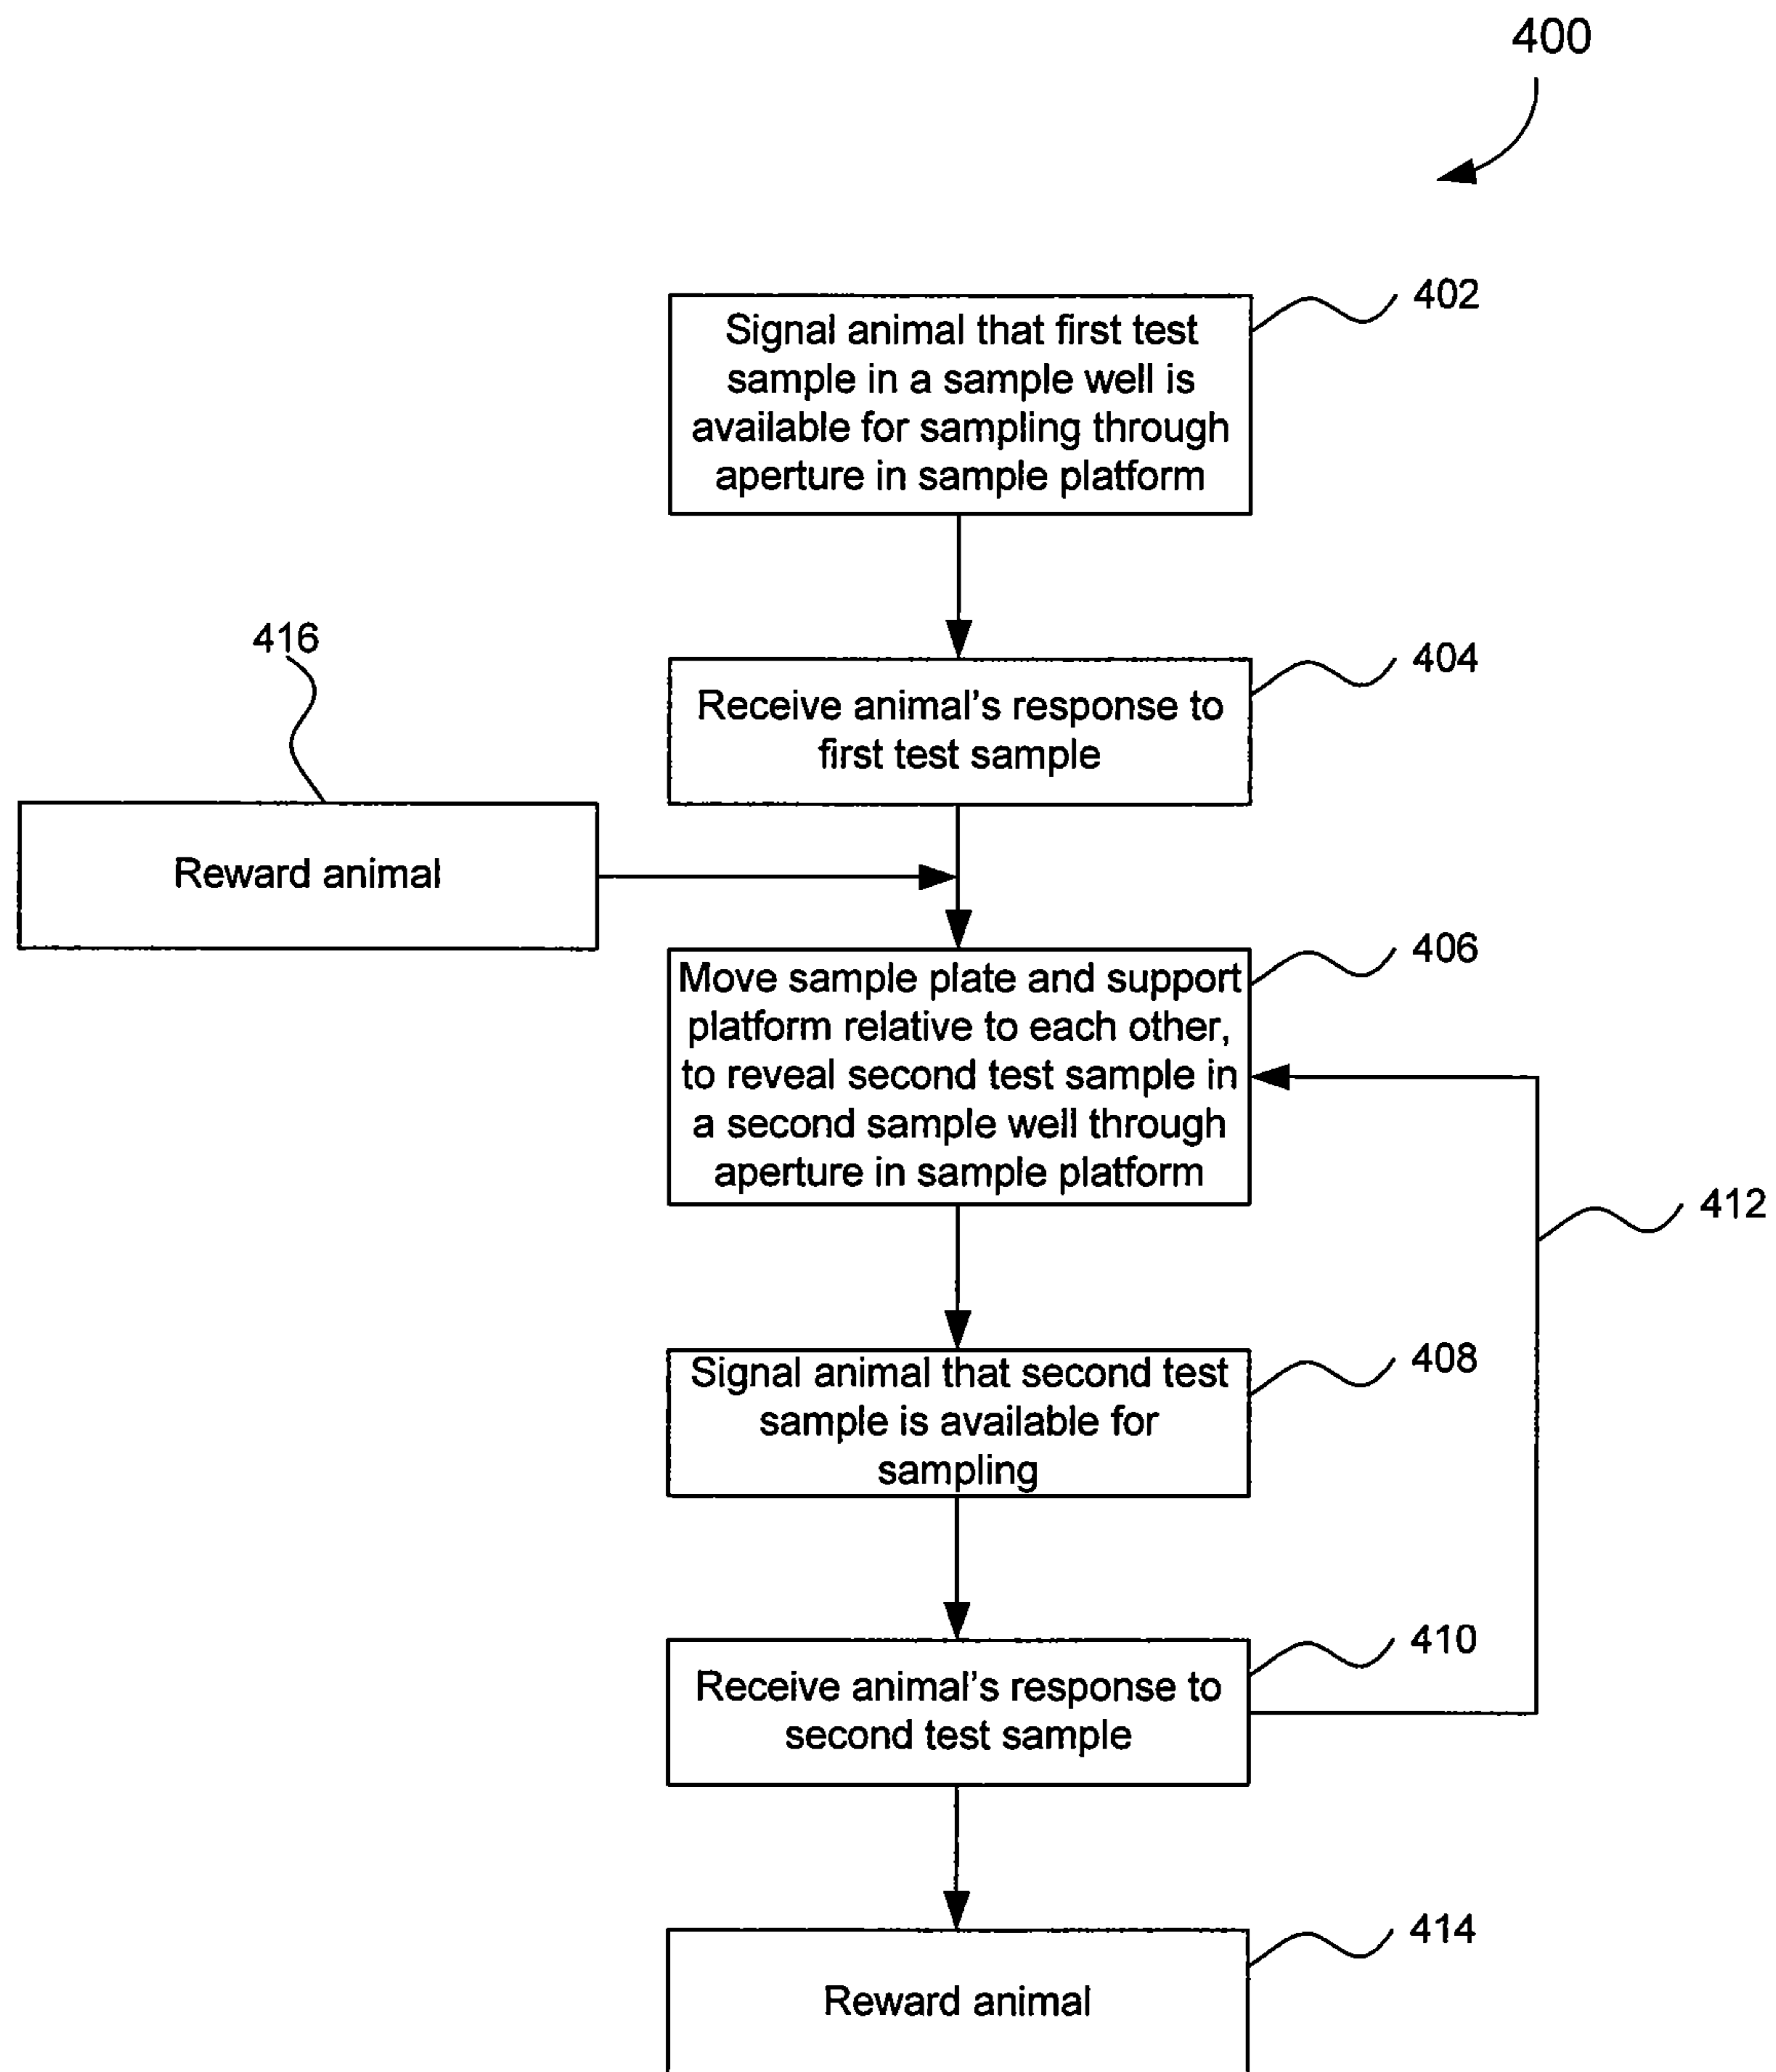 400
402
Signal animal that first test
sample in a sample well is
available for sampling through
aperture in sample platform
416
404
Receive animal's response to
first test sample
Reward animal
406
Move sample plate and support
platform relative to each other,
to reveal second test sample in
a second sample well through
aperture in sample platform
412
408
Signal animal that second test
sample is available for
sampling
410
Receive animal's response to
second test sample
414
Reward animal